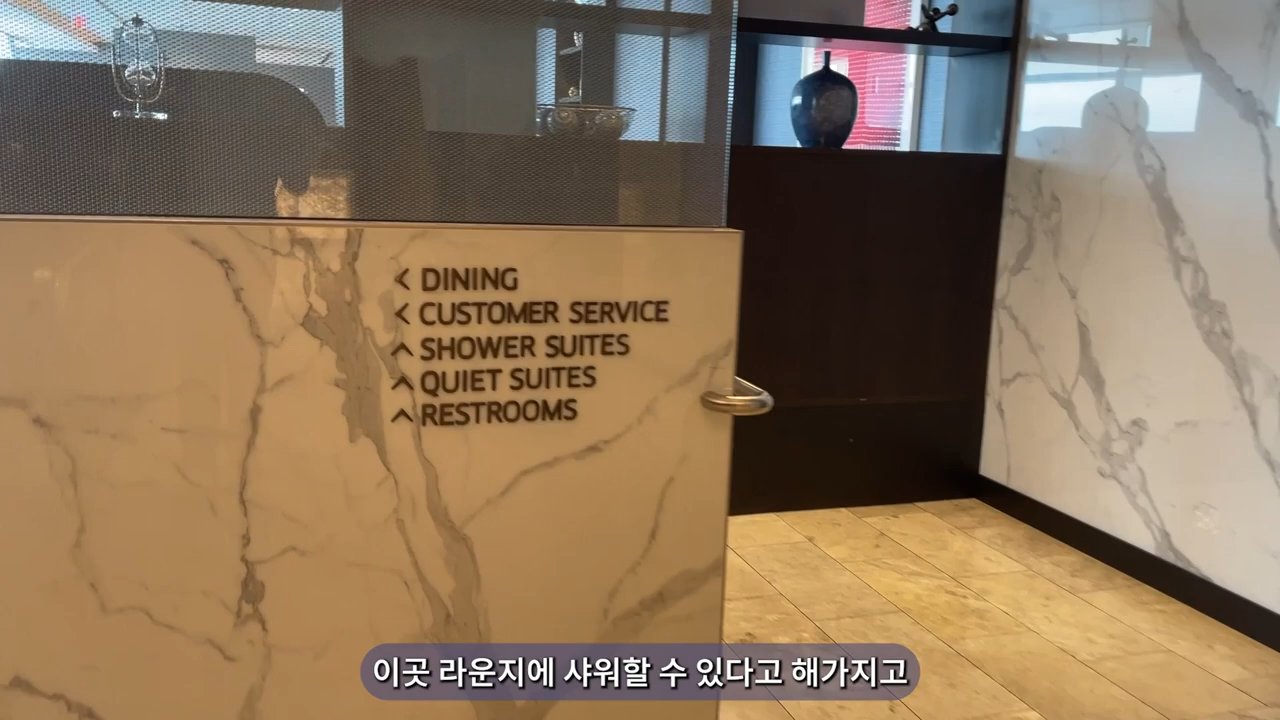 < DINING
< CUSTOMER SERVICE
^ SHOWER SUITES
^ QUIET SUITES
^ RESTROOMS
이곳 라운지에 샤워할 수 있다고 해가지고